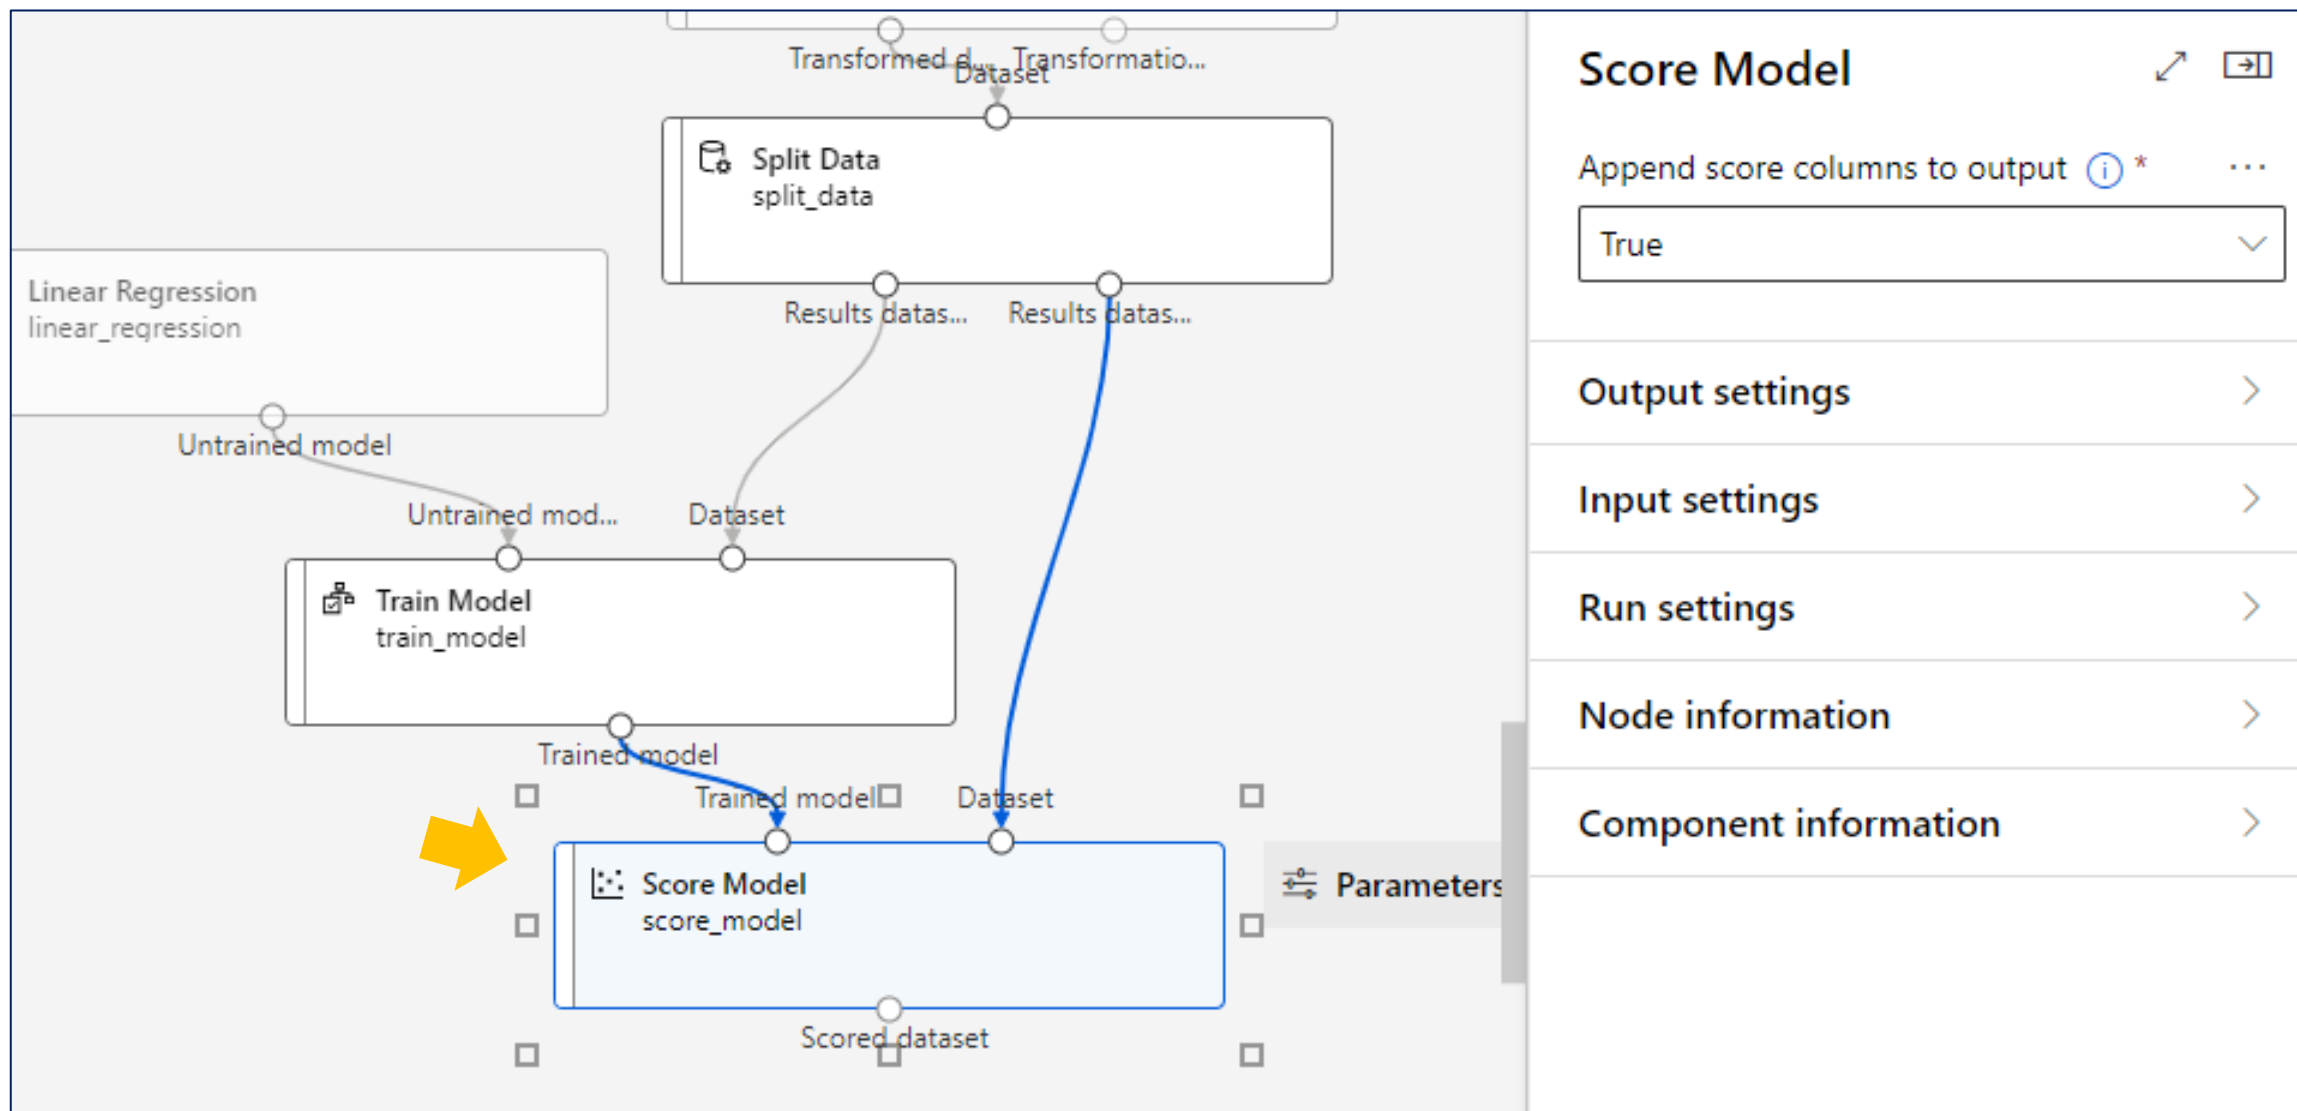 Transformed d...
Transformatio...
Dataset
Split Data
split_data
Results datas...
Results datas...
Linear Regression
linear_regression
Untrained model
Untrained mod...
Dataset
Train Model
train_model
Trained model
Trained model
Dataset
Score Model
score_model
Scored dataset
Parameters
Score Model
Append score columns to output *
True
Output settings
Input settings
Run settings
Node information
Component information